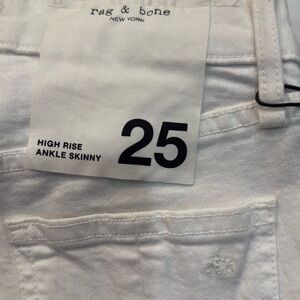 rag & bone
NEW YORK
HIGH RISE
ANKLE SKINNY
25